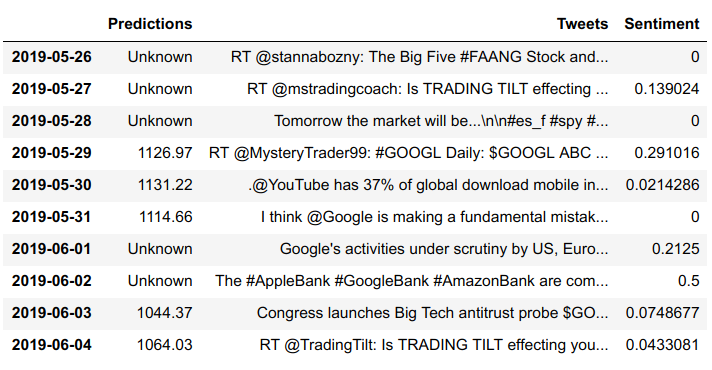 Predictions Tweets Sentiment
2019-05-26 Unknown RT @stannabozny: The Big Five #FAANG Stock and... 0
2019-05-27 Unknown RT @mstradingcoach: Is TRADING TILT effecting ... 0.139024
2019-05-28 Unknown Tomorrow the market will be...\n\n#es_f #spy #... 0
2019-05-29 1126.97 RT @MysteryTrader99: #GOOGL Daily: $GOOGL ABC ... 0.291016
2019-05-30 1131.22 .@YouTube has 37% of global download mobile in... 0.0214286
2019-05-31 1114.66 I think @Google is making a fundamental mistak... 0
2019-06-01 Unknown Google's activities under scrutiny by US, Euro... 0.2125
2019-06-02 Unknown The #AppleBank #GoogleBank #AmazonBank are com... 0.5
2019-06-03 1044.37 Congress launches Big Tech antitrust probe $GO... 0.0748677
2019-06-04 1064.03 RT @TradingTilt: Is TRADING TILT effecting you... 0.0433081